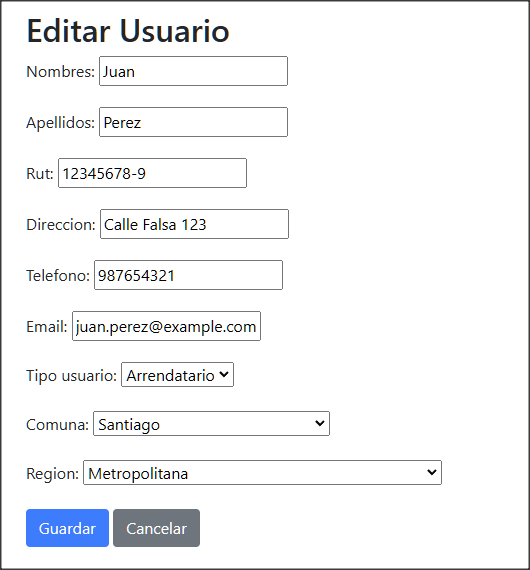 Editar Usuario
Nombres: Juan
Apellidos: Perez
Rut: 12345678-9
Direccion: Calle Falsa 123
Telefono: 987654321
Email: juan.perez@example.com
Tipo usuario: Arrendatario
Comuna: Santiago
Region: Metropolitana
Guardar Cancelar